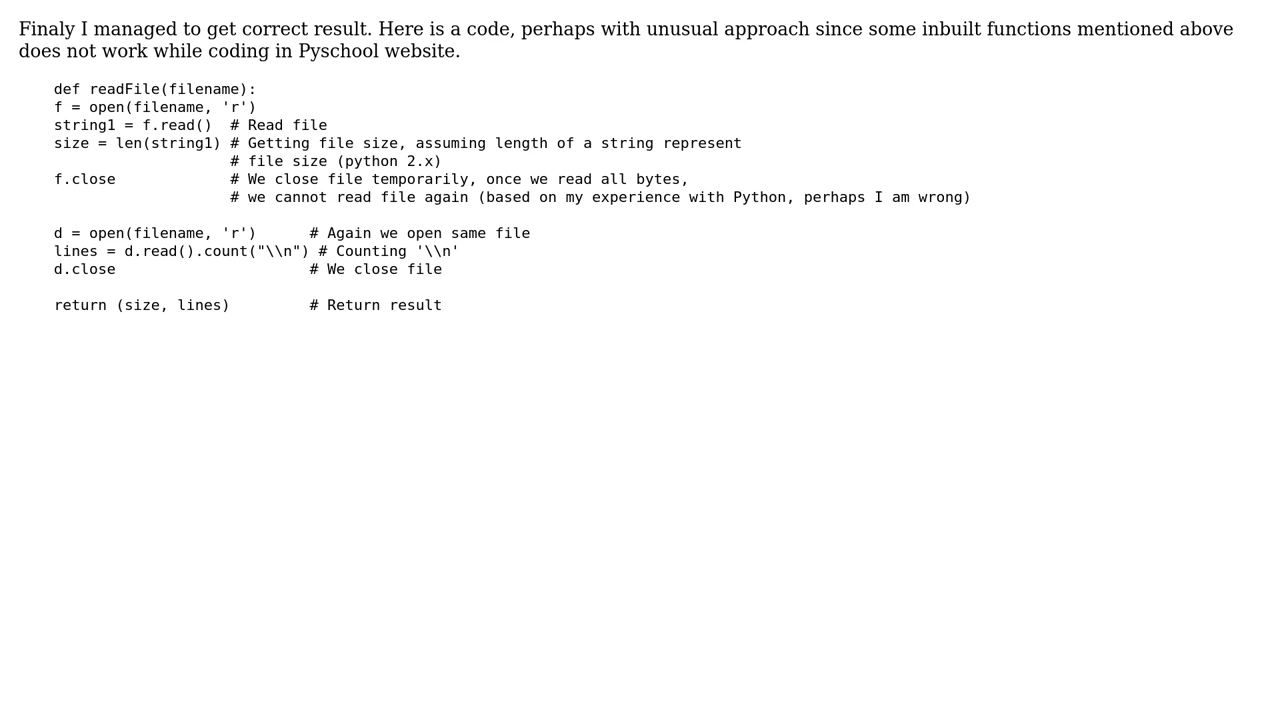 Finaly I managed to get correct result. Here is a code, perhaps with unusual approach since some inbuilt functions mentioned above
does not work while coding in Pyschool website.
def readFile(filename):
f = open(filename, 'r')
string1 = f.read()  # Read file
size = len(string1) # Getting file size, assuming length of a string represent
                    # file size (python 2.x)
f.close             # We close file temporarily, once we read all bytes,
                    # we cannot read file again (based on my experience with Python, perhaps I am wrong)
d = open(filename, 'r')      # Again we open same file
lines = d.read().count("\\n") # Counting '\\n'
d.close                      # We close file
return (size, lines)         # Return result